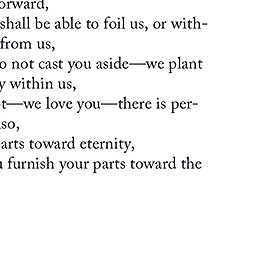 orward,
shall be able to foil us, or with-
from us,
o not cast you aside—we plant
y within us,
t—we love you—there is per-
so,
arts toward eternity,
u furnish your parts toward the